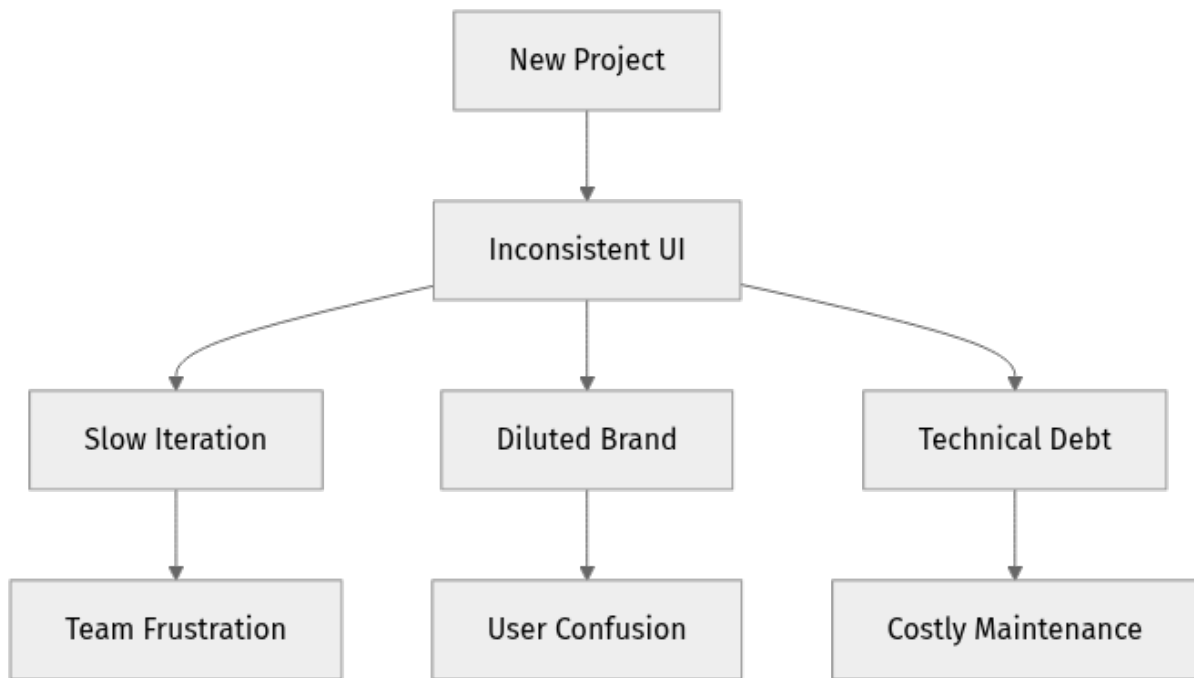 New Project
Inconsistent UI
Slow Iteration
Diluted Brand
Technical Debt
Team Frustration
User Confusion
Costly Maintenance